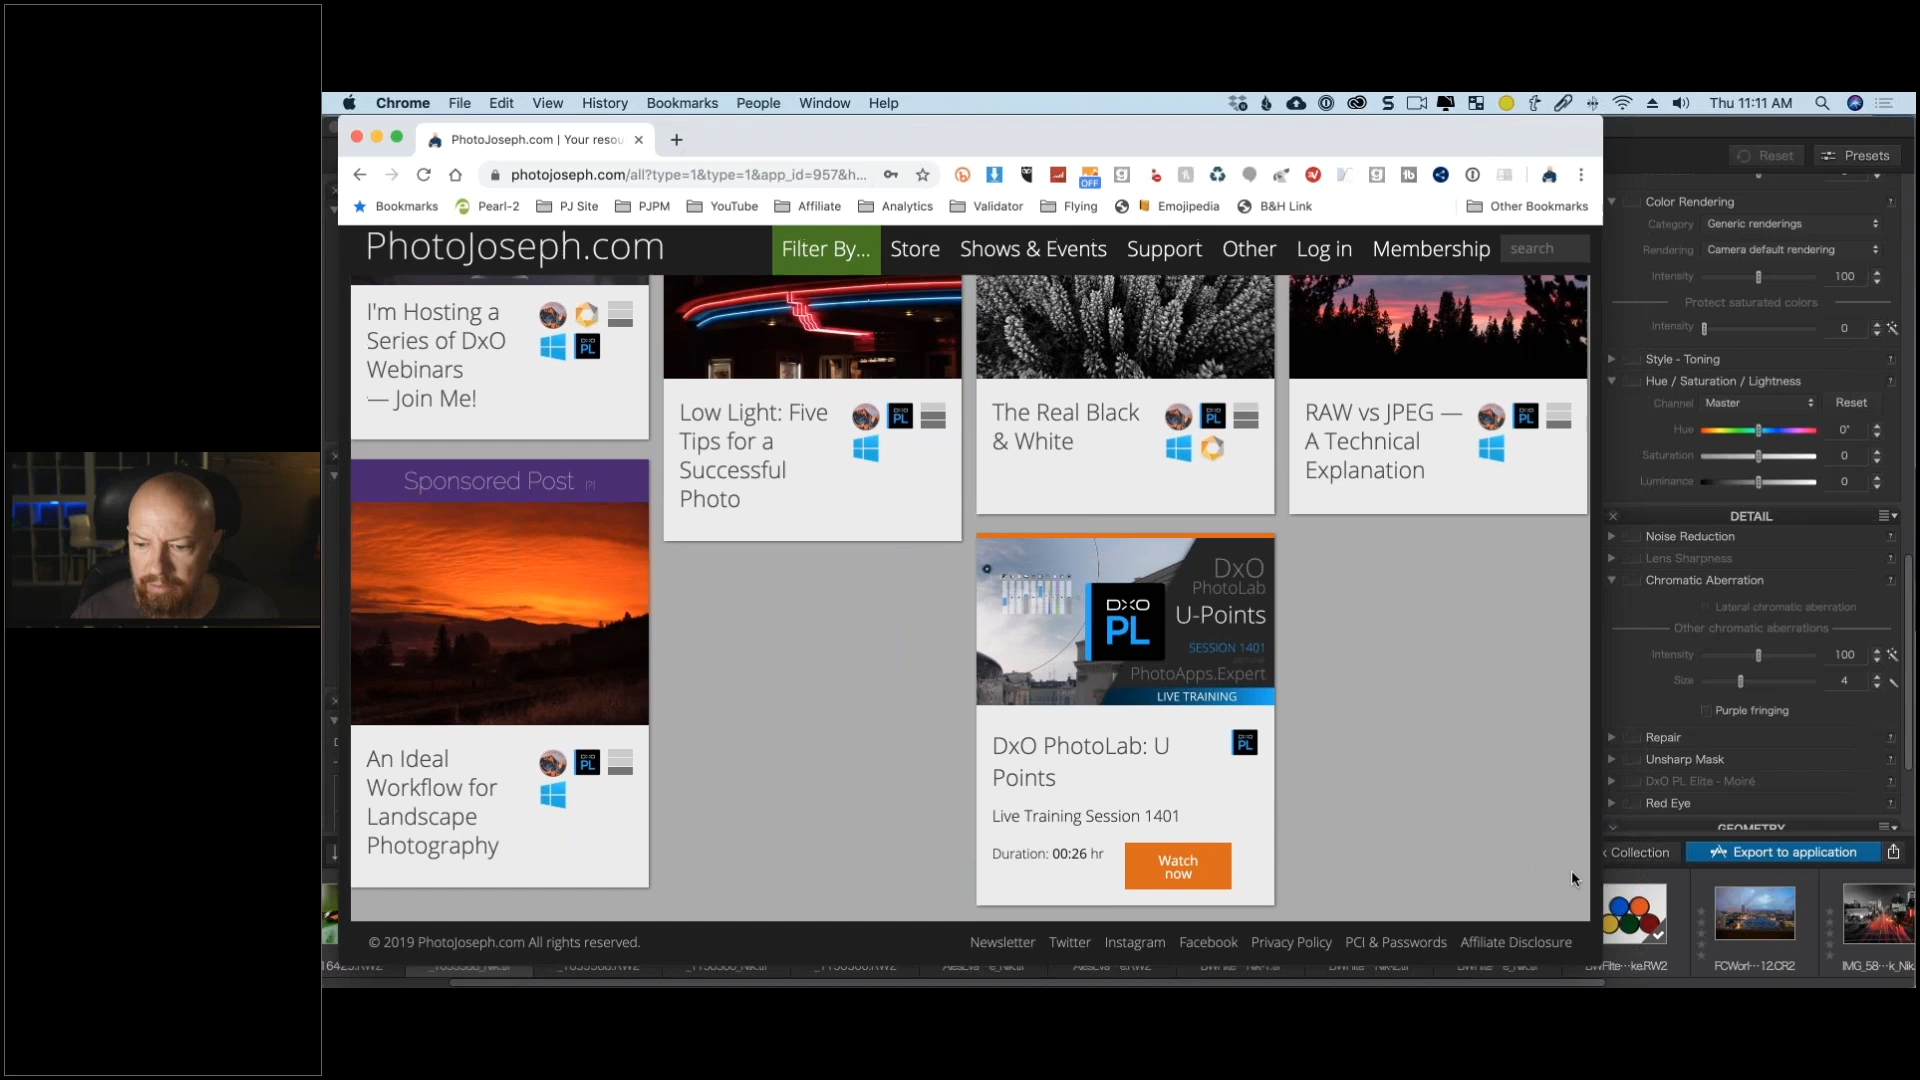 Chrome File Edit View History Bookmarks People Window Help Thu 11:11 AM
PhotoJoseph.com | Your resou
photojoseph.com/all?type=1&type=1&app_id=957&h...
OFF
Bookmarks Pearl-2 PJ Site PJPM YouTube Affiliate Analytics Validator Flying Emojipedia B&H Link Other Bookmarks
PhotoJoseph.com Filter By... Store Shows & Events Support Other Log in Membership search
I'm Hosting a
Series of DxO
Webinars
— Join Me!
Low Light: Five
Tips for a
Successful
Photo
The Real Black
& White
RAW vs JPEG —
A Technical
Explanation
Sponsored Post [?]
An Ideal
Workflow for
Landscape
Photography
DxO
PhotoLab
U-Points
SESSION 1401
PhotoApps.Expert
LIVE TRAINING
DXO
PL
DxO PhotoLab: U
Points
Live Training Session 1401
Duration: 00:26 hr
Watch
now
© 2019 PhotoJoseph.com All rights reserved.
Newsletter Twitter Instagram Facebook Privacy Policy PCI & Passwords Affiliate Disclosure
Reset Presets
Color Rendering
Category Generic renderings
Rendering Camera default rendering
Intensity 100
Protect saturated colors
Intensity 0
Style - Toning
Hue / Saturation / Lightness
Channel Master Reset
Hue 0°
Saturation 0
Luminance 0
DETAIL
Noise Reduction
Lens Sharpness
Chromatic Aberration
Lateral chromatic aberration
Other chromatic aberrations
Intensity 100
Size 4
Purple fringing
Repair
Unsharp Mask
DxO PL Elite - Moiré
Red Eye
GEOMETRY
Collection Export to application
FCWorl···12.CR2
IMG_58···k_Nik